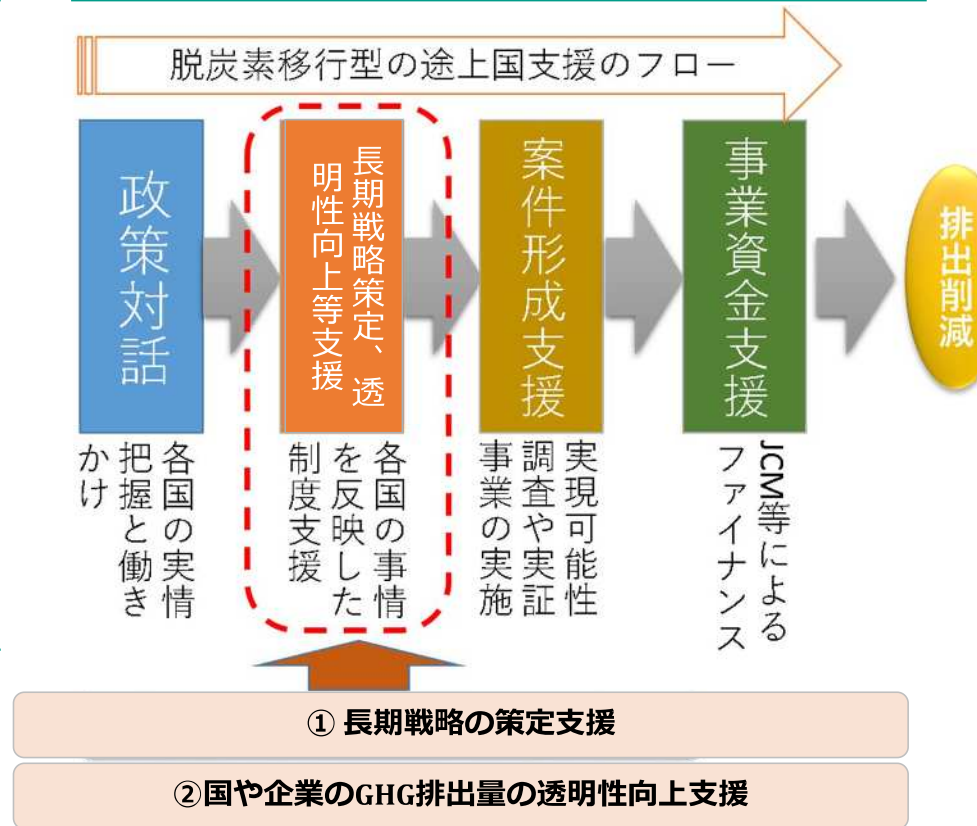 脱炭素移行型の途上国支援のフロー
政策対話
各国の実情
把握と働き
かけ
長期戦略策定、透
明性向上等支援
各国の事情
を反映した
制度支援
案件形成支援
実現可能性
調査や実証
事業の実施
事業資金支援
JCM等による
ファイナンス
排出削減
① 長期戦略の策定支援
②国や企業のGHG排出量の透明性向上支援